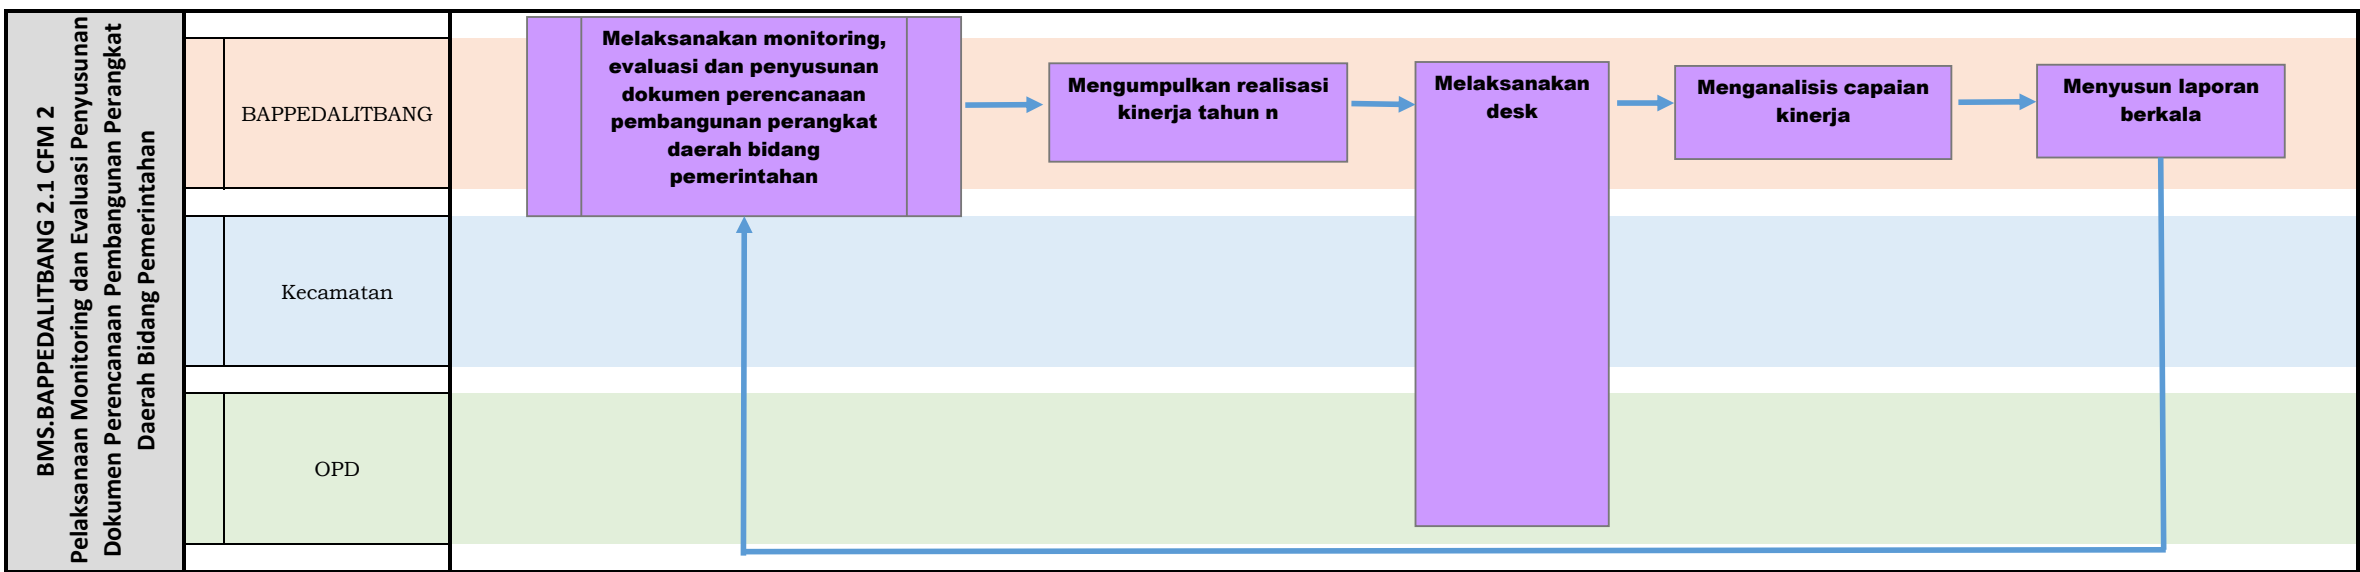 BMS.BAPPEDALITBANG 2.1 CFM 2
Pelaksanaan Monitoring dan Evaluasi Penyusunan
Dokumen Perencanaan Pembangunan Perangkat
Daerah Bidang Pemerintahan
BAPPEDALITBANG
Kecamatan
OPD
Melaksanakan monitoring,
evaluasi dan penyusunan
dokumen perencanaan
pembangunan perangkat
daerah bidang
pemerintahan
Mengumpulkan realisasi
kinerja tahun n
Melaksanakan
desk
Menganalisis capaian
kinerja
Menyusun laporan
berkala